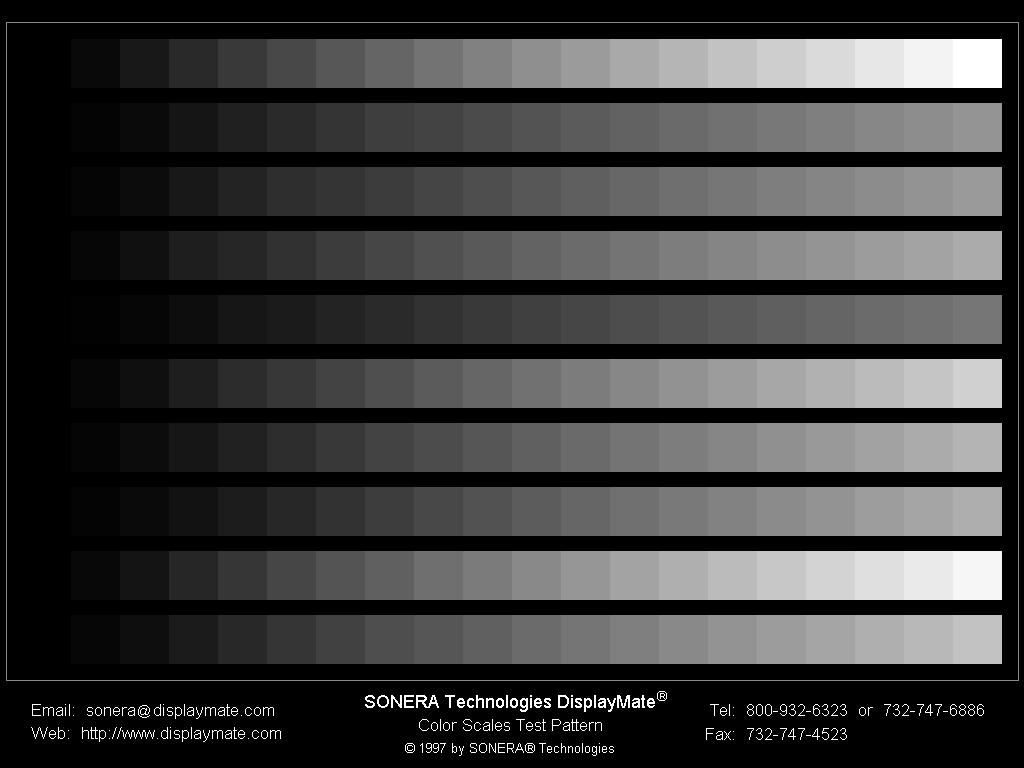 Email: sonera@displaymate.com
Web: http://www.displaymate.com
SONERA Technologies DisplayMate®
Color Scales Test Pattern
© 1997 by SONERA® Technologies
Tel: 800-932-6323 or 732-747-6886
Fax: 732-747-4523